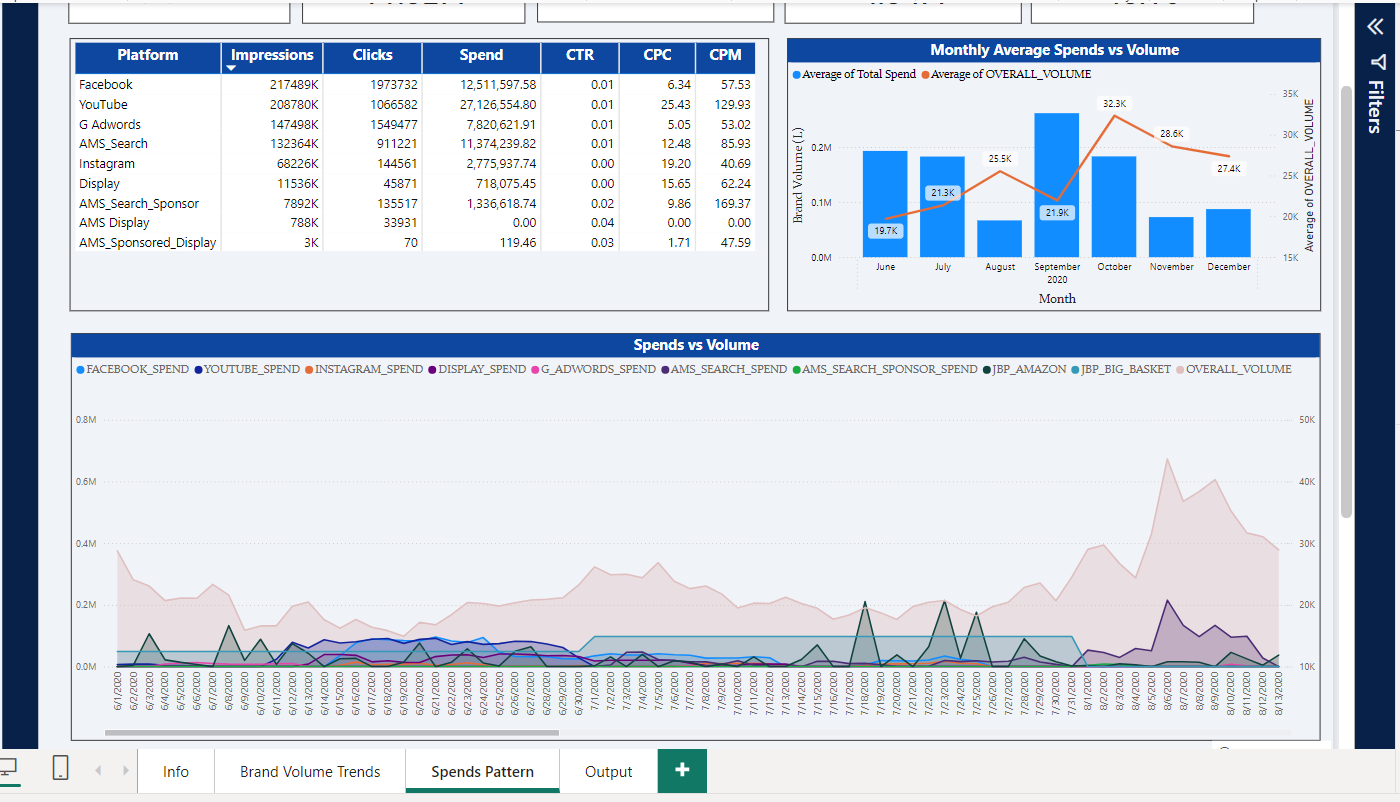 Platform Impressions Clicks Spend CTR CPC CPM
Facebook 217489K 1973732 12,511,597.58 0.01 6.34 57.53
YouTube 208780K 1066582 27,126,554.80 0.01 25.43 129.93
G Adwords 147498K 1549477 7,820,621.91 0.01 5.05 53.02
AMS_Search 132364K 911221 11,374,239.82 0.01 12.48 85.93
Instagram 68226K 144561 2,775,937.74 0.00 19.20 40.69
Display 11536K 45871 718,075.45 0.00 15.65 62.24
AMS_Search_Sponsor 7892K 135517 1,336,618.74 0.02 9.86 169.37
AMS Display 788K 33931 0.00 0.04 0.00 0.00
AMS_Sponsored_Display 3K 70 119.46 0.03 1.71 47.59
Monthly Average Spends vs Volume
Average of Total Spend Average of OVERALL_VOLUME
Brand Volume (L)
0.2M
0.1M
0.0M
19.7K
21.3K
25.5K
21.9K
32.3K
28.6K
27.4K
35K
30K
25K
20K
15K
Average of OVERALL_VOLUME
June July August September October November December
2020
Month
Filters
Spends vs Volume
FACEBOOK_SPEND YOUTUBE_SPEND INSTAGRAM_SPEND DISPLAY_SPEND G_ADWORDS_SPEND AMS_SEARCH_SPEND AMS_SEARCH_SPONSOR_SPEND JBP_AMAZON JBP_BIG_BASKET OVERALL_VOLUME
0.8M 50K
0.6M 40K
0.4M 30K
0.2M 20K
0.0M 10K
6/1/2020
6/2/2020
6/3/2020
6/4/2020
6/5/2020
6/6/2020
6/7/2020
6/8/2020
6/9/2020
6/10/2020
6/11/2020
6/12/2020
6/13/2020
6/14/2020
6/15/2020
6/16/2020
6/17/2020
6/18/2020
6/19/2020
6/20/2020
6/21/2020
6/22/2020
6/23/2020
6/24/2020
6/25/2020
6/26/2020
6/27/2020
6/28/2020
6/29/2020
6/30/2020
7/1/2020
7/2/2020
7/3/2020
7/4/2020
7/5/2020
7/6/2020
7/7/2020
7/8/2020
7/9/2020
7/10/2020
7/11/2020
7/12/2020
7/13/2020
7/14/2020
7/15/2020
7/16/2020
7/17/2020
7/18/2020
7/19/2020
7/20/2020
7/21/2020
7/22/2020
7/23/2020
7/24/2020
7/25/2020
7/26/2020
7/27/2020
7/28/2020
7/29/2020
7/30/2020
7/31/2020
8/1/2020
8/2/2020
8/3/2020
8/4/2020
8/5/2020
8/6/2020
8/7/2020
8/8/2020
8/9/2020
8/10/2020
8/11/2020
8/12/2020
8/13/2020
Info Brand Volume Trends Spends Pattern Output +